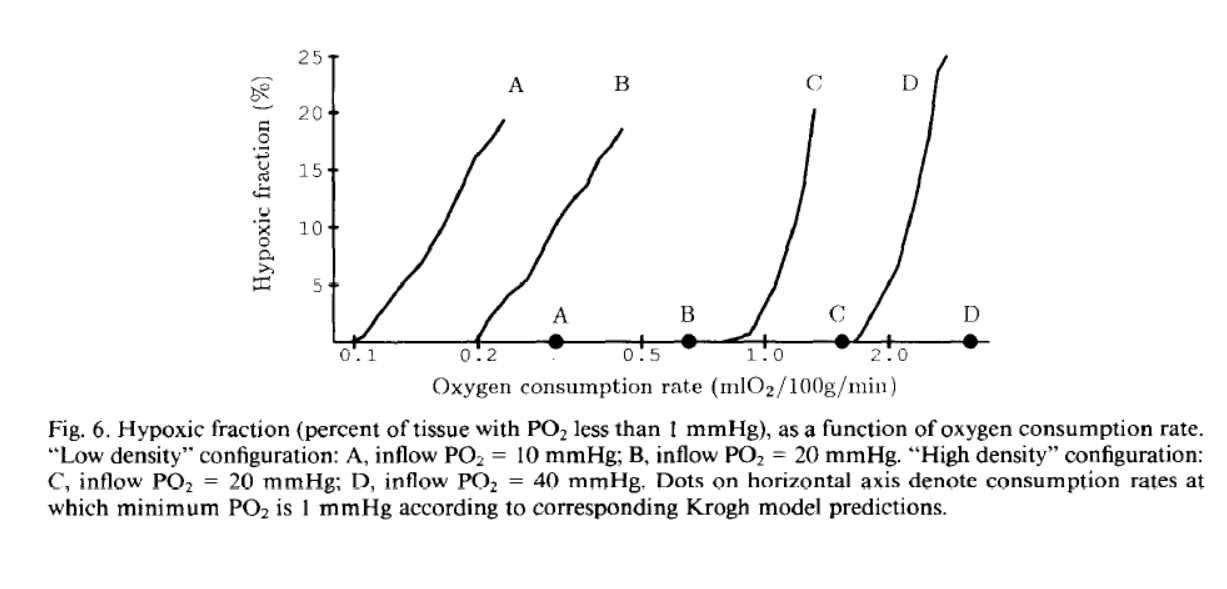 25
A
B
C
D
20
15
10
5
Hypoxic fraction (%)
A
B
C
D
0.1
0.2
0.5
1.0
2.0
Oxygen consumption rate (mlO₂/100g/min)
Fig. 6. Hypoxic fraction (percent of tissue with PO₂ less than 1 mmHg), as a function of oxygen consumption rate.
“Low density” configuration: A, inflow PO₂ = 10 mmHg; B, inflow PO₂ = 20 mmHg. “High density” configuration:
C, inflow PO₂ = 20 mmHg; D, inflow PO₂ = 40 mmHg. Dots on horizontal axis denote consumption rates at
which minimum PO₂ is 1 mmHg according to corresponding Krogh model predictions.